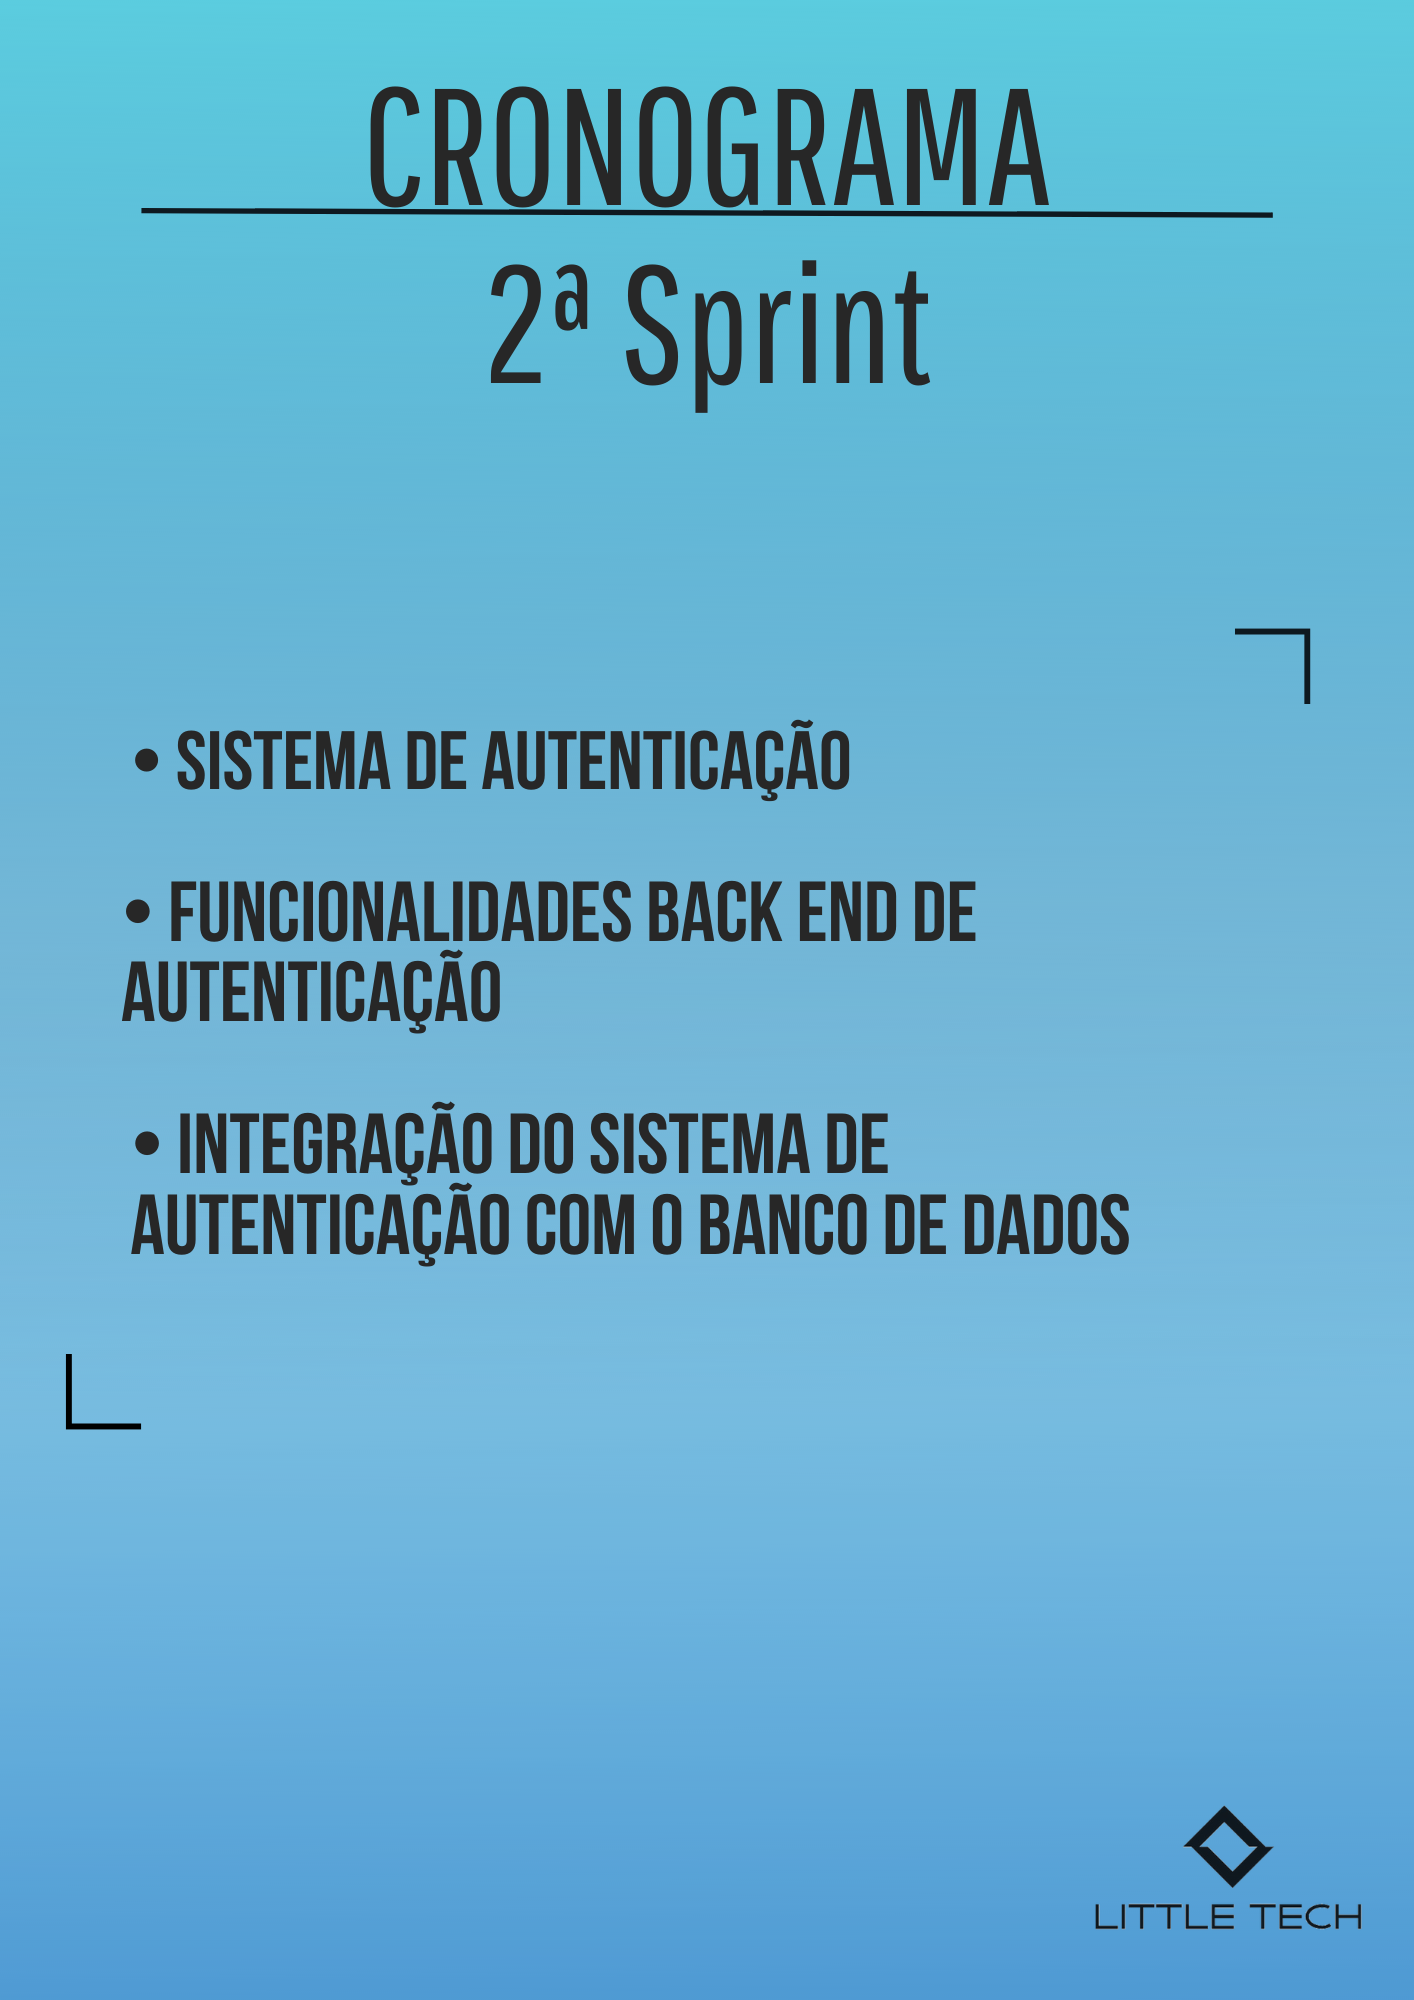 CRONOGRAMA
2ª Sprint
• SISTEMA DE AUTENTICAÇÃO
• FUNCIONALIDADES BACK END DE
AUTENTICAÇÃO
• INTEGRAÇÃO DO SISTEMA DE
AUTENTICAÇÃO COM O BANCO DE DADOS
LITTLE TECH